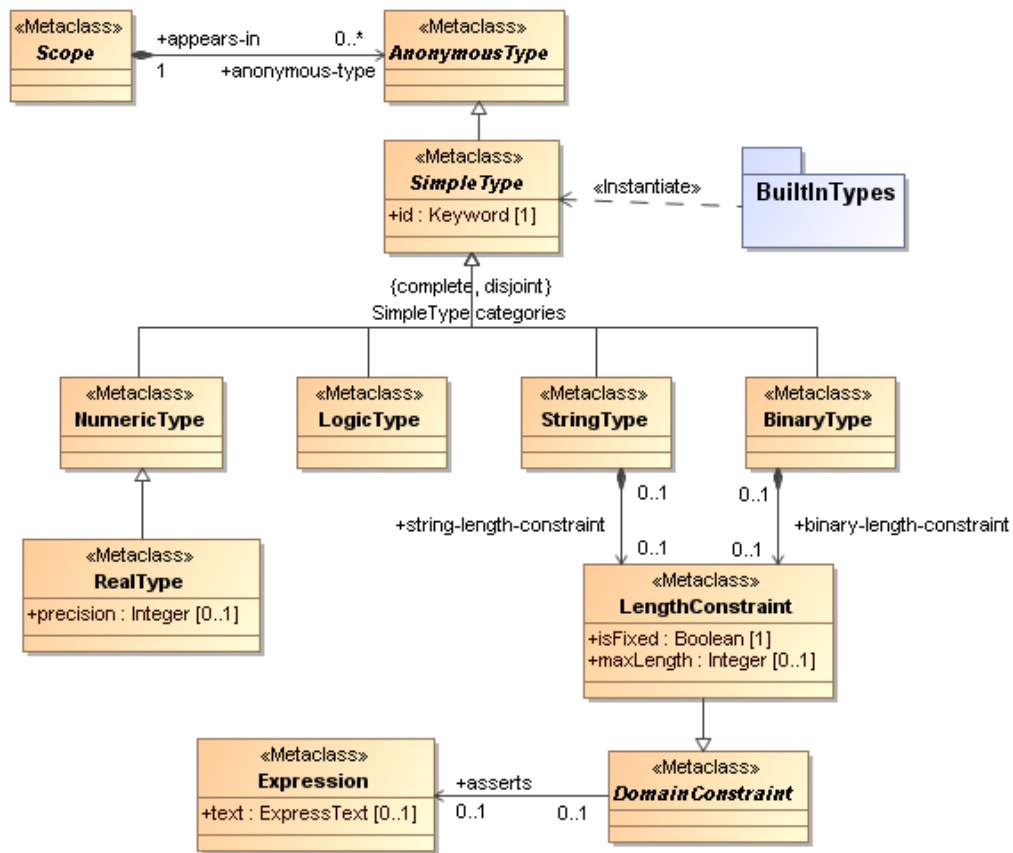 «Metaclass»
Scope
+appears-in
0..*
1
+anonymous-type
«Metaclass»
AnonymousType
«Metaclass»
SimpleType
+id : Keyword [1]
«Instantiate»
BuiltInTypes
{complete, disjoint}
SimpleType categories
«Metaclass»
NumericType
«Metaclass»
LogicType
«Metaclass»
StringType
«Metaclass»
BinaryType
0..1
0..1
+string-length-constraint
+binary-length-constraint
0..1
0..1
«Metaclass»
RealType
+precision : Integer [0..1]
«Metaclass»
LengthConstraint
+isFixed : Boolean [1]
+maxLength : Integer [0..1]
«Metaclass»
Expression
+text : ExpressText [0..1]
+asserts
0..1
0..1
«Metaclass»
DomainConstraint